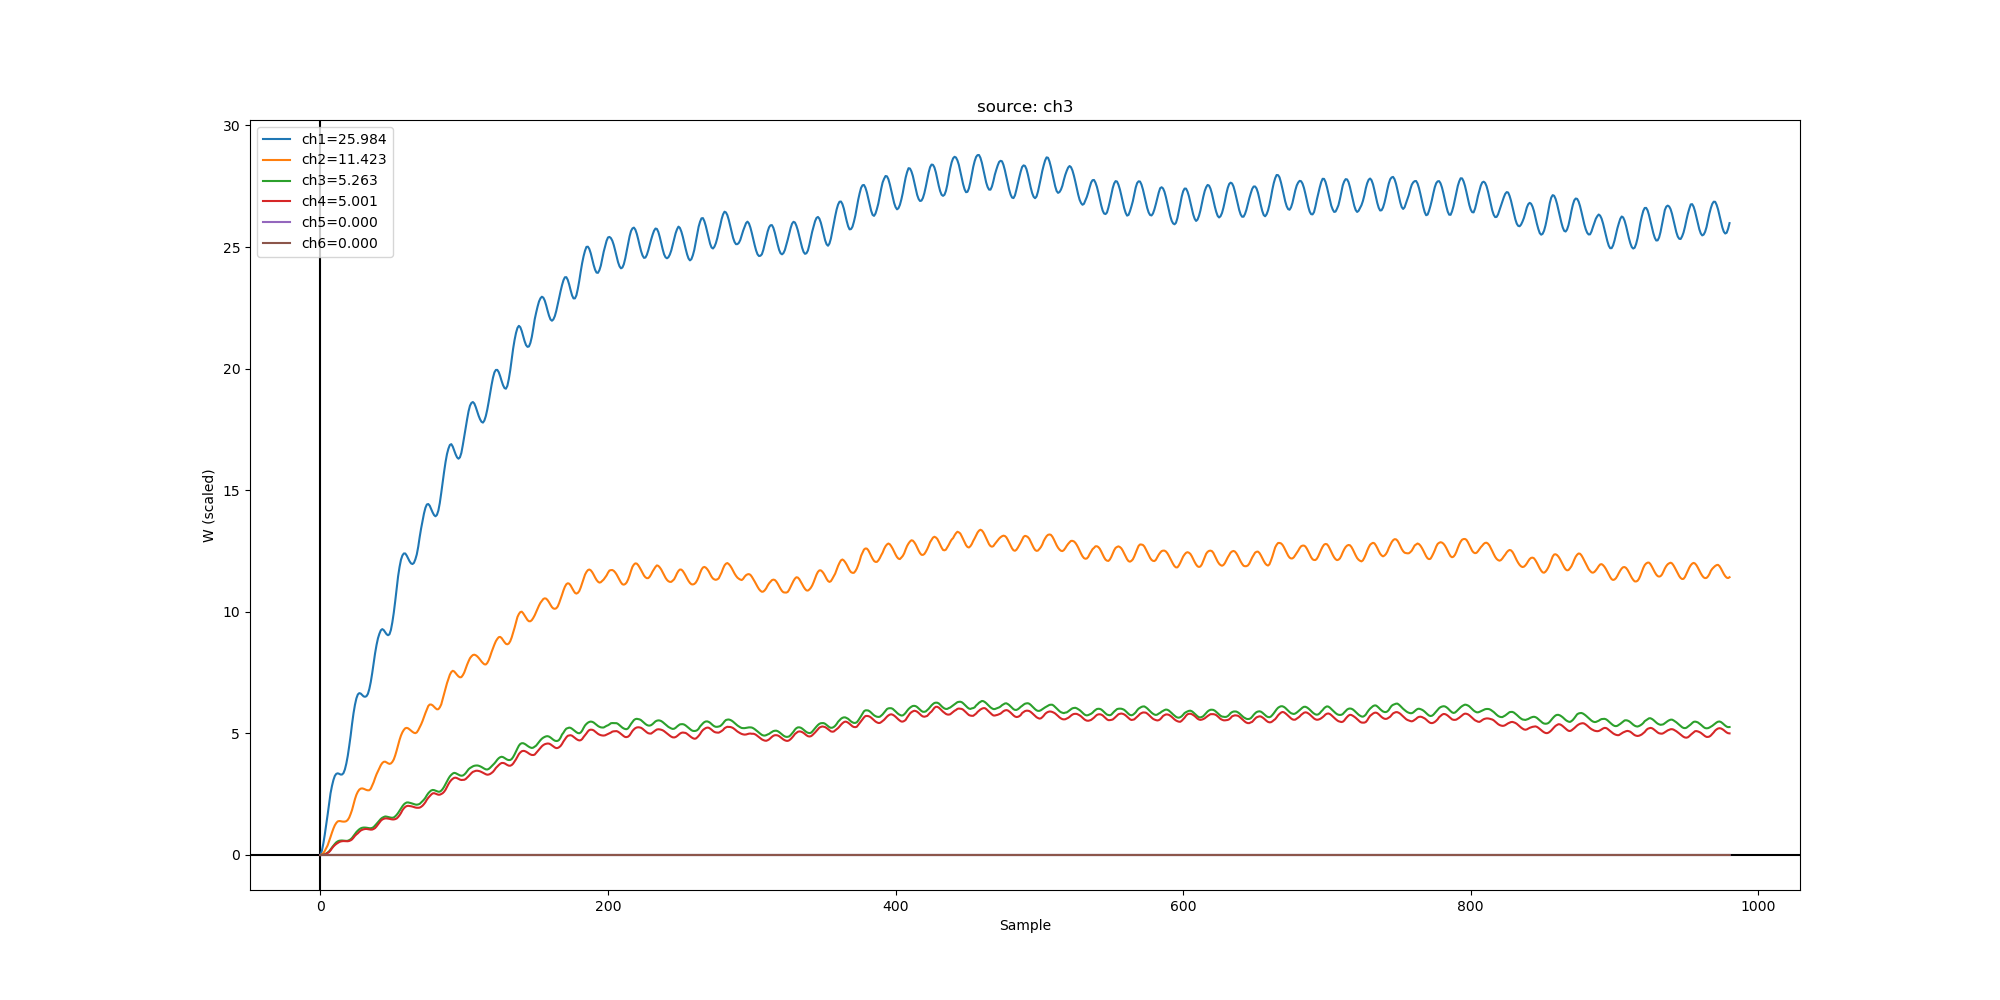 source: ch3
30
25
20
15
10
5
0
W (scaled)
ch1=25.984
ch2=11.423
ch3=5.263
ch4=5.001
ch5=0.000
ch6=0.000
0 200 400 600 800 1000
Sample